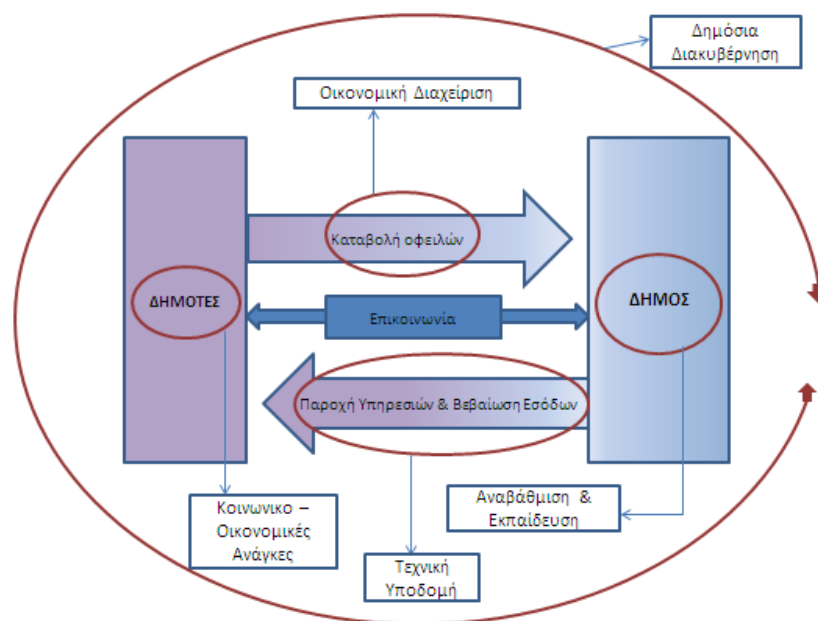 Δημόσια
Διακυβέρνηση
Οικονομική Διαχείριση
Καταβολή οφειλών
ΔΗΜΟΤΕΣ
ΔΗΜΟΣ
Επικοινωνία
Παροχή Υπηρεσιών & Βεβαίωση Εσόδων
Κοινωνικο –
Οικονομικές
Ανάγκες
Αναβάθμιση &
Εκπαίδευση
Τεχνική
Υποδομή